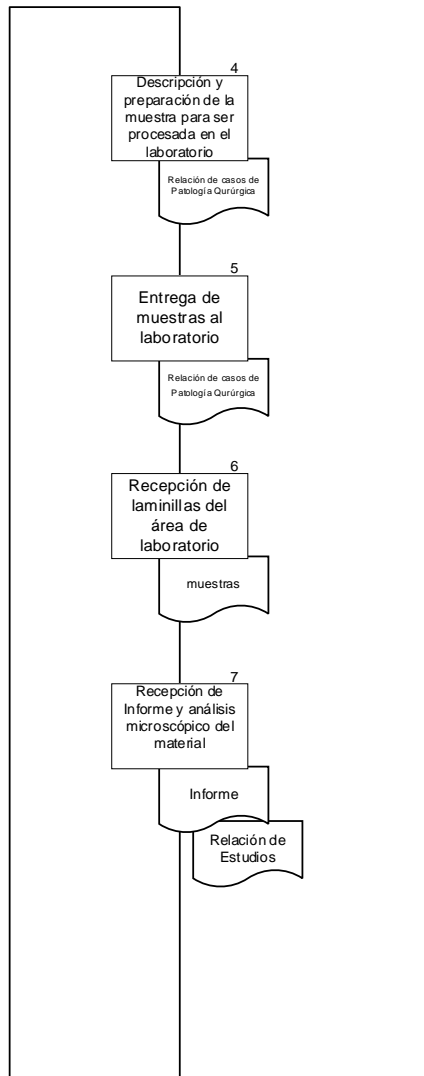 4
Descripción y
preparación de la
muestra para ser
procesada en el
laboratorio
Relación de casos de
Patología Qurúrgica
5
Entrega de
muestras al
laboratorio
Relación de casos de
Patología Qurúrgica
6
Recepción de
laminillas del
área de
laboratorio
muestras
7
Recepción de
Informe y análisis
microscópico del
material
Informe
Relación de
Estudios